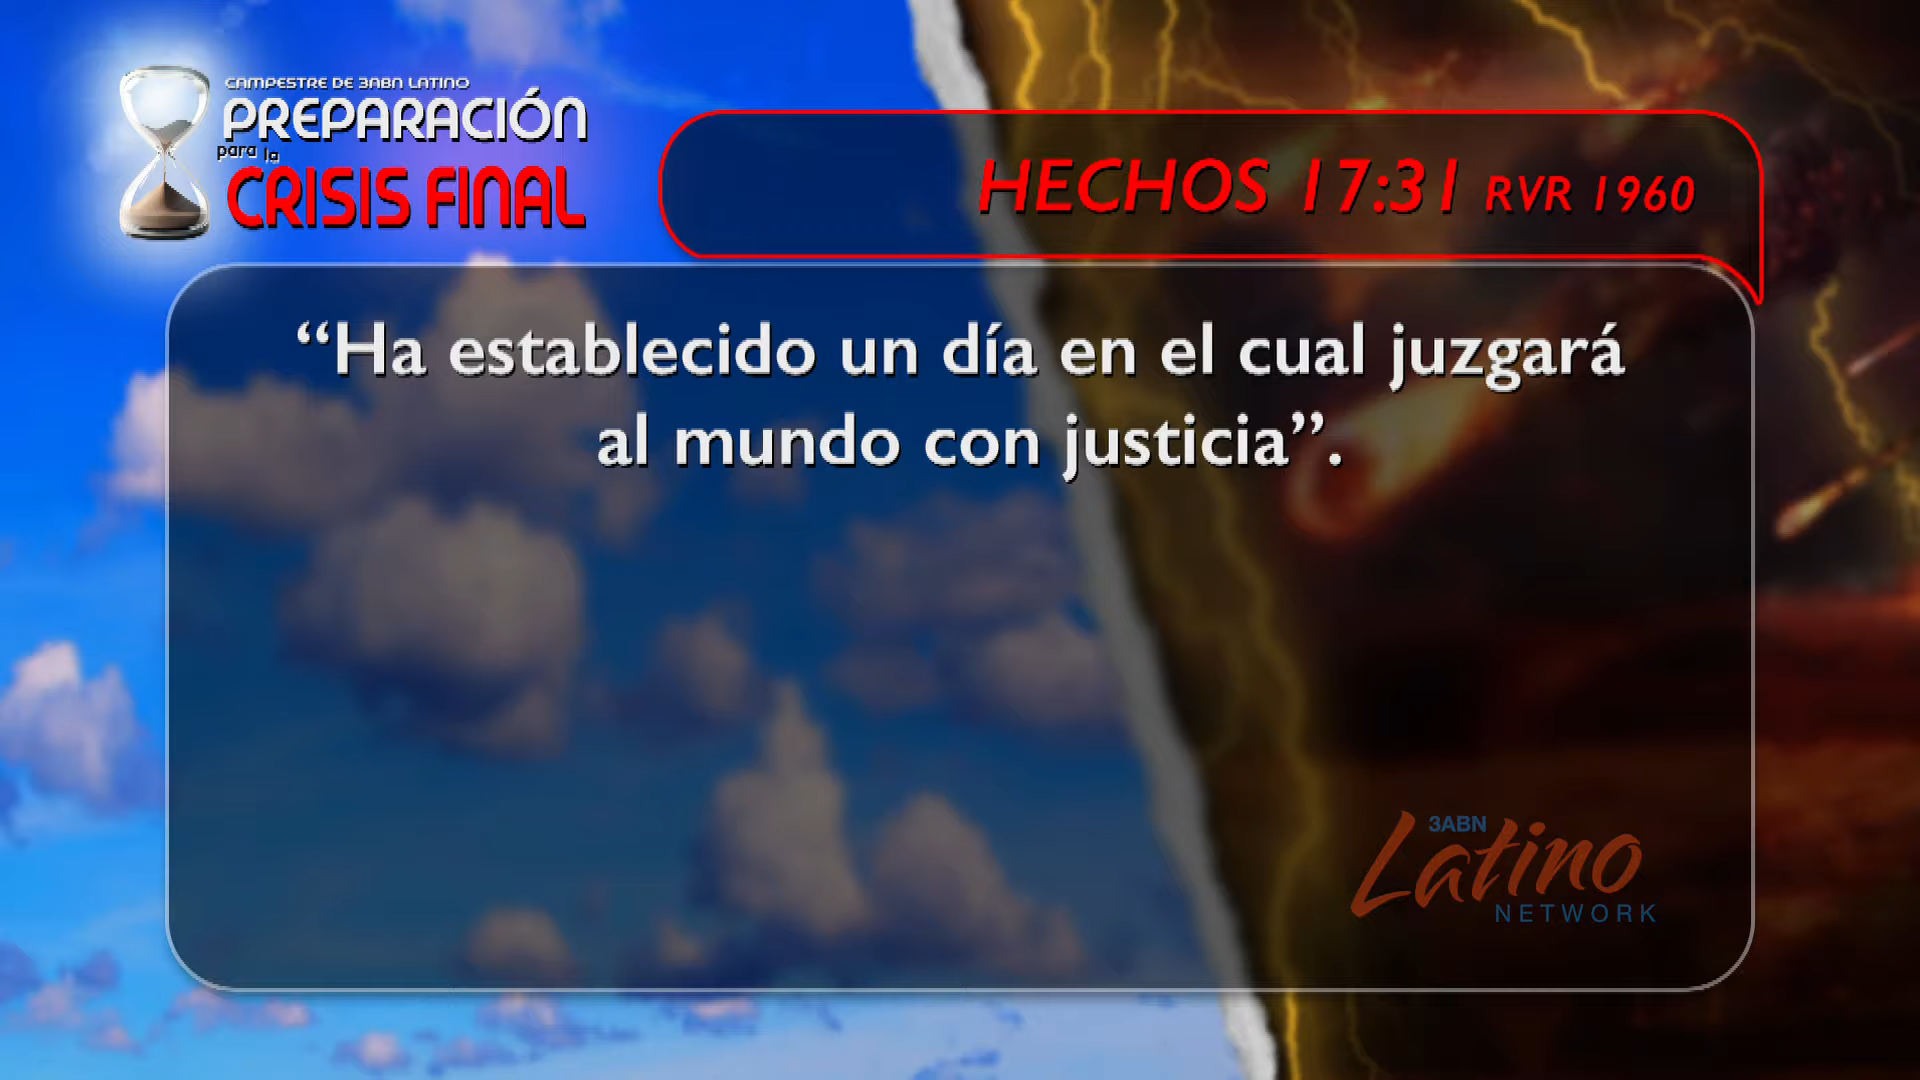 CAMPESTRE DE 3ABN LATINO
PREPARACIÓN
para la
CRISIS FINAL
HECHOS 17:31 RVR 1960
“Ha establecido un día en el cual juzgará
al mundo con justicia”.
3ABN
Latino
NETWORK